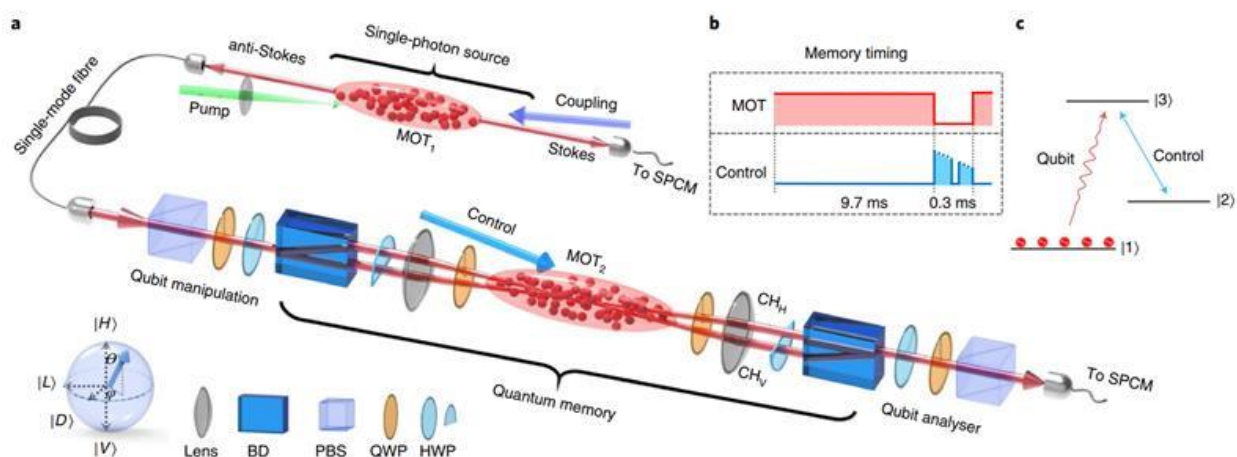 a
anti-Stokes
Single-photon source
Single-mode fibre
Pump
MOT₁
Coupling
Stokes
To SPCM
Control
MOT₂
Qubit manipulation
CH_H
CH_V
Quantum memory
Qubit analyser
To SPCM
|H⟩
θ
|L⟩
φ
|D⟩
|V⟩
Lens
BD
PBS
QWP
HWP
b
Memory timing
MOT
Control
9.7 ms
0.3 ms
c
|3⟩
Qubit
Control
|2⟩
|1⟩